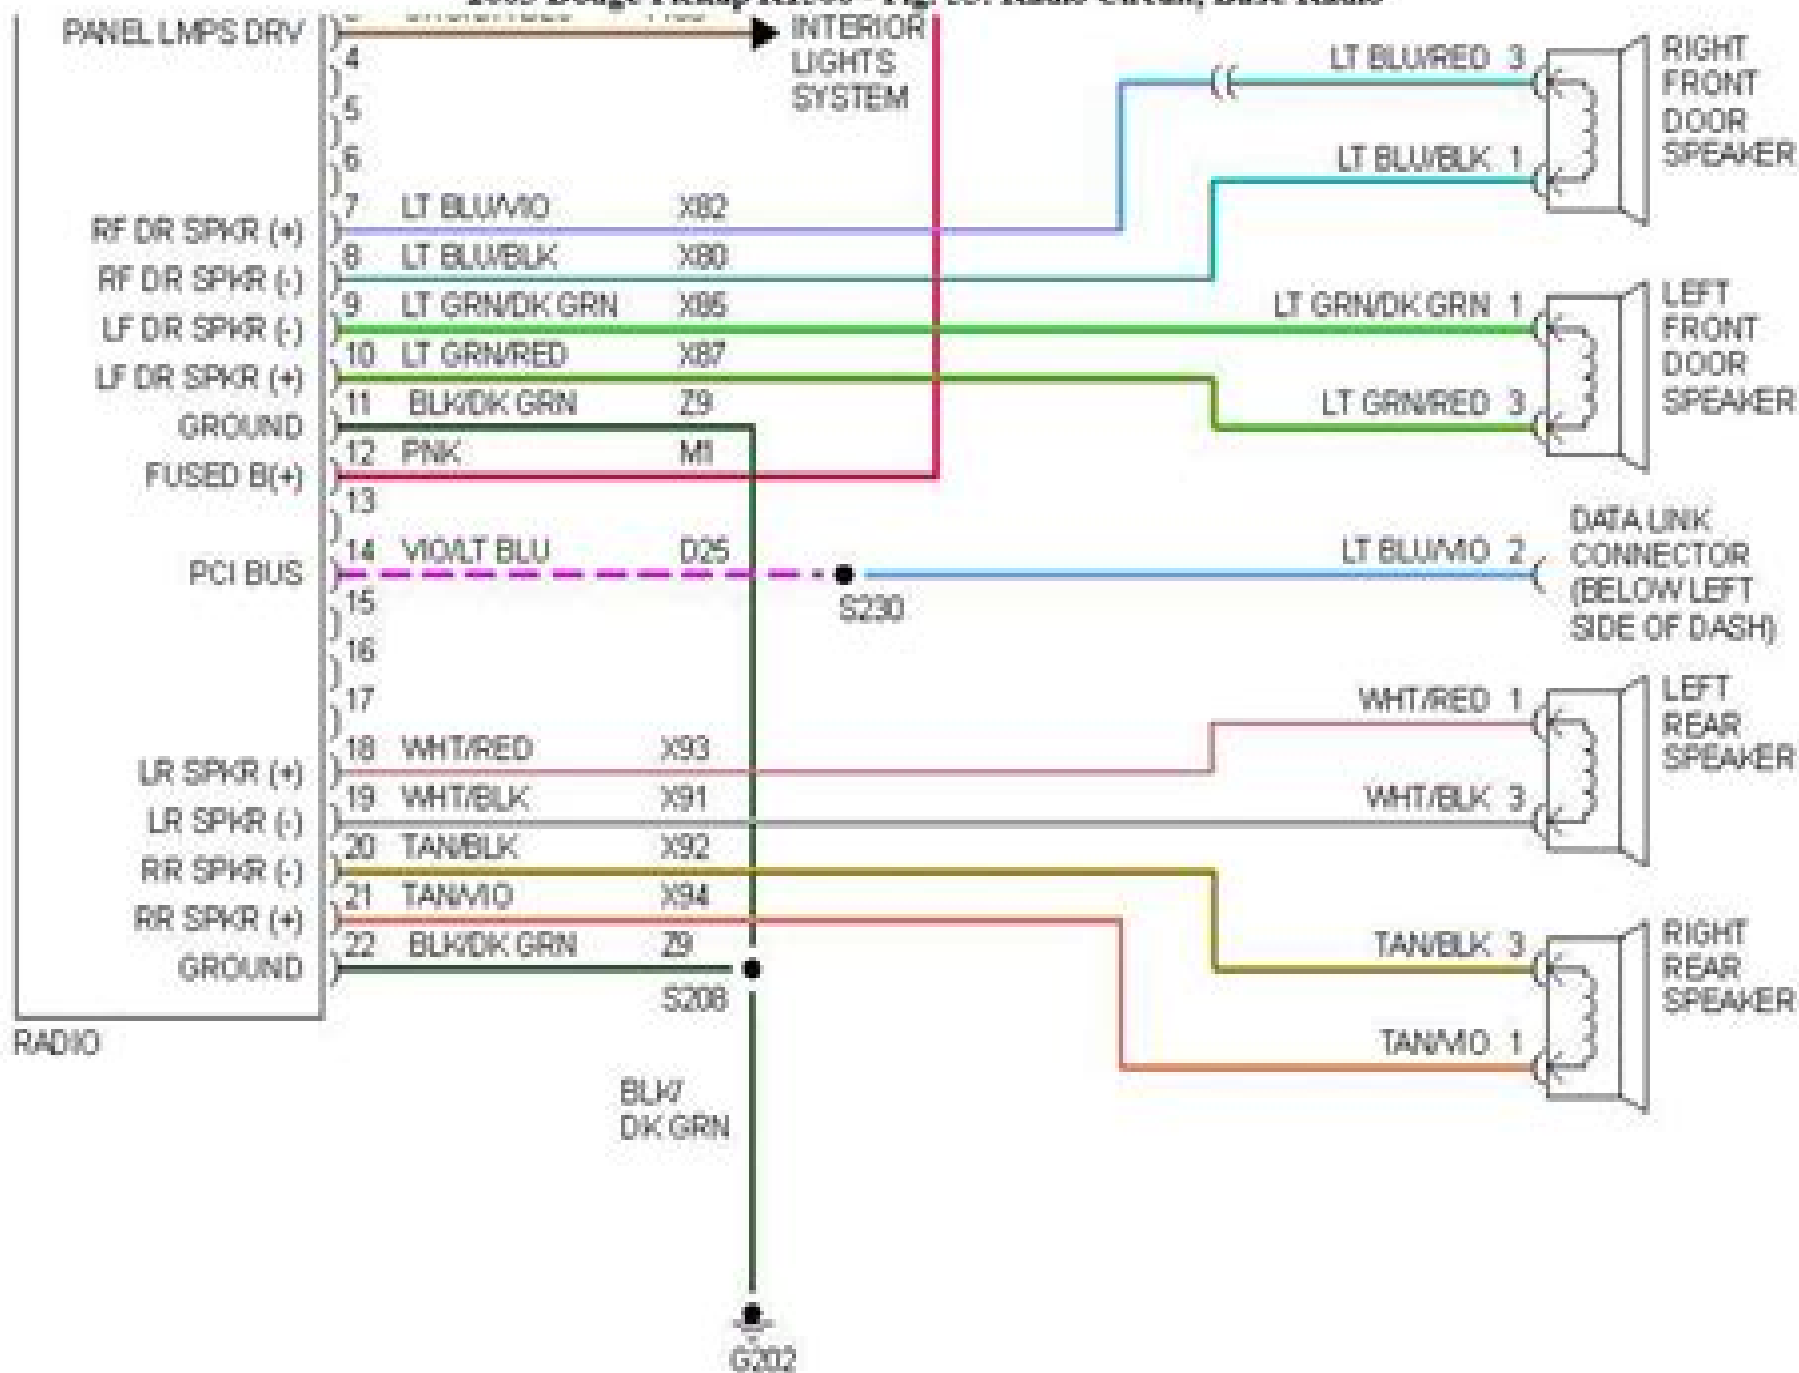 PANEL LMPS DRV
INTERIOR
LIGHTS
SYSTEM
4
5
6
7 LT BLU/VIO X82
RF DR SPKR (+)
8 LT BLU/BLK X80
RF DR SPKR (-)
9 LT GRN/DK GRN X85
LF DR SPKR (-)
10 LT GRN/RED X87
LF DR SPKR (+)
11 BLK/DK GRN Z9
GROUND
12 PNK M1
FUSED B(+)
13
14 VIO/LT BLU D25
PCI BUS
S230
15
16
17
18 WHT/RED X93
LR SPKR (+)
19 WHT/BLK X91
LR SPKR (-)
20 TAN/BLK X92
RR SPKR (-)
21 TAN/VIO X94
RR SPKR (+)
22 BLK/DK GRN Z9
GROUND
S208
RADIO
BLK/
DK GRN
G202
LT BLU/RED 3
LT BLU/BLK 1
RIGHT
FRONT
DOOR
SPEAKER
LT GRN/DK GRN 1
LT GRN/RED 3
LEFT
FRONT
DOOR
SPEAKER
LT BLU/VIO 2
DATA LINK
CONNECTOR
(BELOW LEFT
SIDE OF DASH)
WHT/RED 1
WHT/BLK 3
LEFT
REAR
SPEAKER
TAN/BLK 3
TAN/VIO 1
RIGHT
REAR
SPEAKER